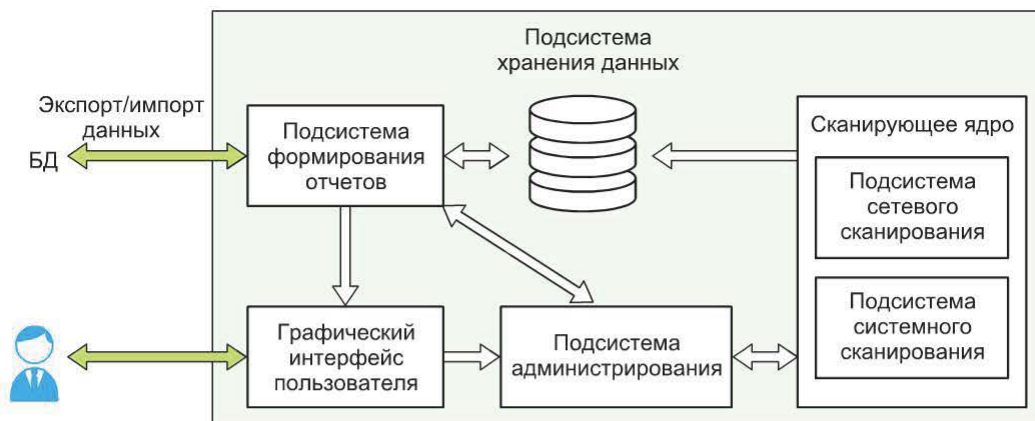 Подсистема
хранения данных
Экспорт/импорт
данных
БД
Подсистема
формирования
отчетов
Сканирующее ядро
Подсистема
сетевого
сканирования
Подсистема
системного
сканирования
Графический
интерфейс
пользователя
Подсистема
администрирования